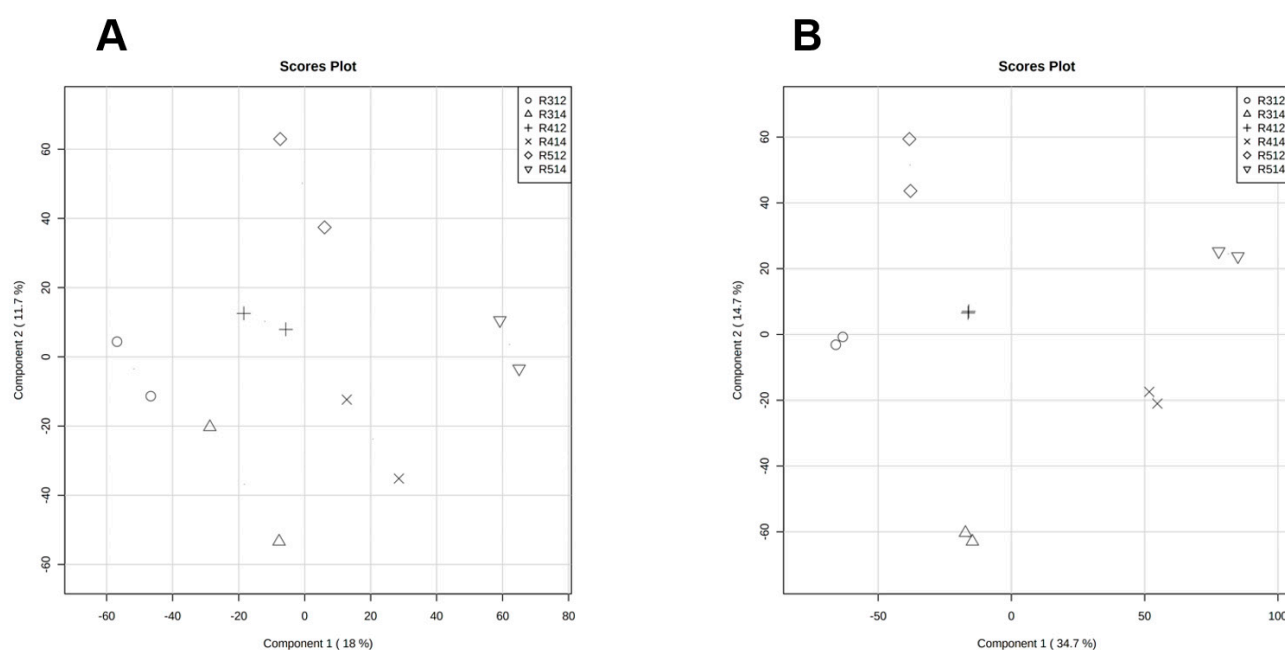 A
Scores Plot
R312
R314
R412
R414
R512
R514
60
40
20
0
-20
-40
-60
Component 2 ( 11.7 %)
-60 -40 -20 0 20 40 60 80
Component 1 ( 18 %)
B
Scores Plot
R312
R314
R412
R414
R512
R514
60
40
20
0
-20
-40
-60
Component 2 ( 14.7 %)
-50 0 50 100
Component 1 ( 34.7 %)